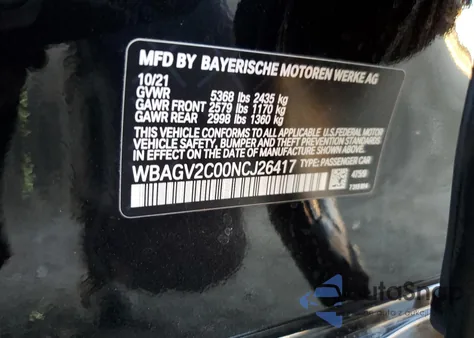 MFD BY BAYERISCHE MOTOREN WERKE AG
10/21
GVWR 5368 lbs 2435 kg
GAWR FRONT 2579 lbs 1170 kg
GAWR REAR 2998 lbs 1360 kg
THIS VEHICLE CONFORMS TO ALL APPLICABLE U.S.FEDERAL MOTOR
VEHICLE SAFETY, BUMPER, AND THEFT PREVENTION STANDARDS
IN EFFECT ON THE DATE OF MANUFACTURE SHOWN ABOVE.
WBAGV2C00NCJ26417 TYPE: PASSENGER CAR
AutaSnap